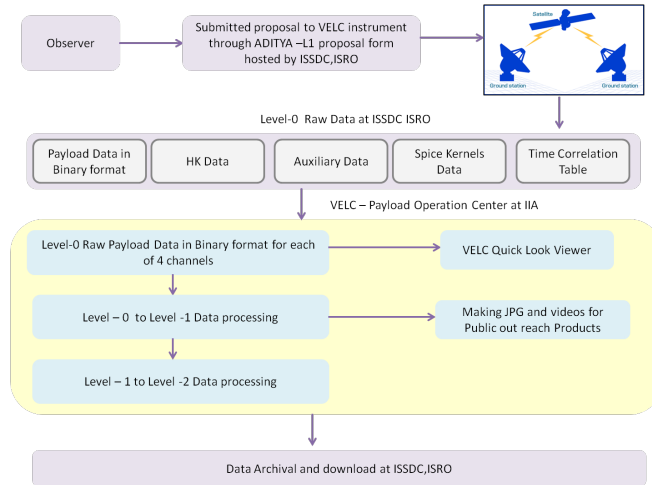 Observer
Submitted proposal to VELC instrument
through ADITYA –L1 proposal form
hosted by ISSDC,ISRO
Satellite
Ground station
Ground station
Level-0 Raw Data at ISSDC ISRO
Payload Data in
Binary format
HK Data
Auxiliary Data
Spice Kernels
Data
Time Correlation
Table
VELC – Payload Operation Center at IIA
Level-0 Raw Payload Data in Binary format for each
of 4 channels
VELC Quick Look Viewer
Level – 0 to Level -1 Data processing
Making JPG and videos for
Public out reach Products
Level – 1 to Level -2 Data processing
Data Archival and download at ISSDC,ISRO